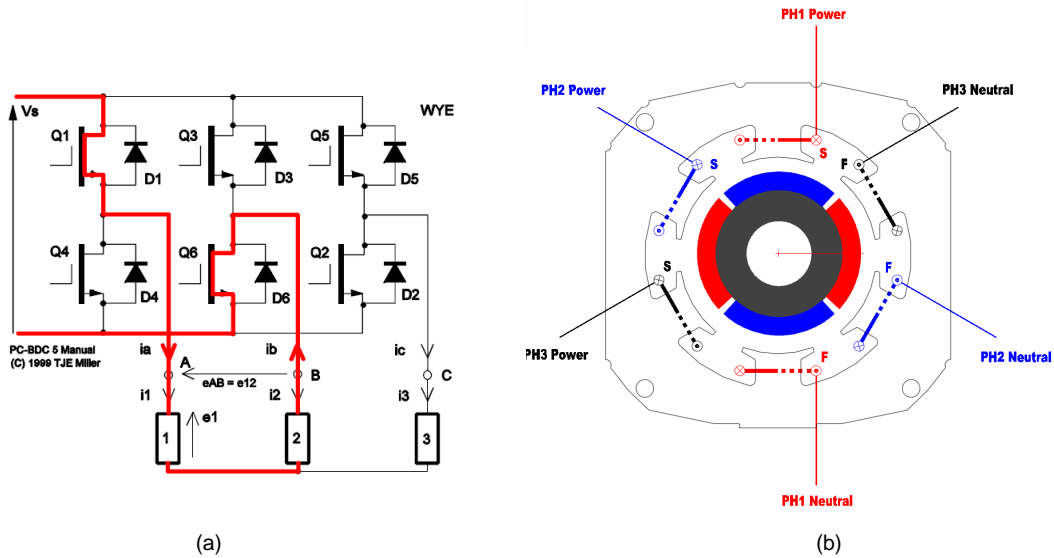 Vs
WYE
Q1
Q3
Q5
D1
D3
D5
Q4
Q6
Q2
D4
D6
D2
PC-BDC 5 Manual
(C) 1999 TJE Miller
ia
ib
ic
A
B
C
eAB = e12
i1
i2
i3
e1
1
2
3
(a)
PH1 Power
PH2 Power
PH3 Neutral
S
S
F
S
F
F
PH3 Power
PH2 Neutral
PH1 Neutral
(b)